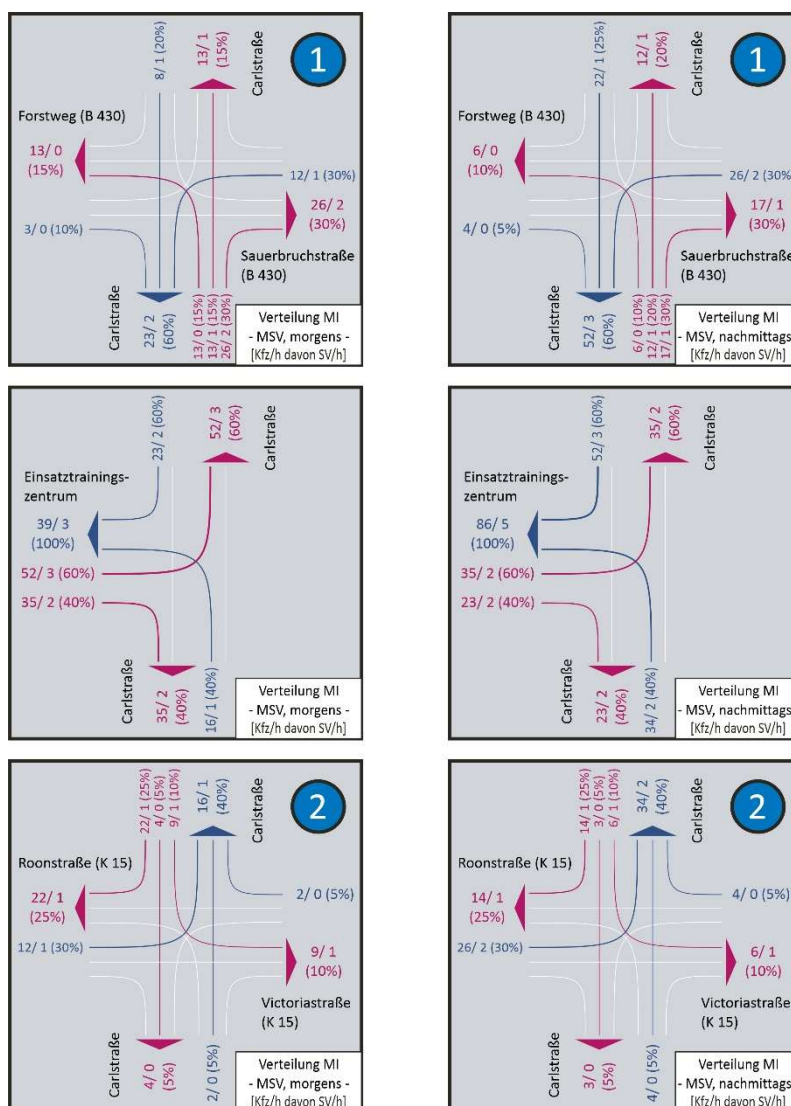 8/ 1 (20%)
13/ 1
(15%)
Carlstraße
1
Forstweg (B 430)
13/ 0
(15%)
12/ 1 (30%)
26/ 2
(30%)
3/ 0 (10%)
Sauerbruchstraße
(B 430)
Carlstraße
23/ 2
(60%)
13/ 0 (15%)
13/ 1 (15%)
26/ 2 (30%)
Verteilung MI
- MSV, morgens -
[Kfz/h davon SV/h]
22/ 1 (25%)
12/ 1
(20%)
Carlstraße
1
Forstweg (B 430)
6/ 0
(10%)
26/ 2 (30%
17/ 1
(30%)
4/ 0 (5%)
Sauerbruchstraße
(B 430)
Carlstraße
52/ 3
(60%)
6/ 0 (10%)
12/ 1 (20%)
17/ 1 (30%)
Verteilung MI
- MSV, nachmittags
[Kfz/h davon SV/h]
23/ 2 (60%)
52/ 3
(60%)
Carlstraße
Einsatztrainings-
zentrum
39/ 3
(100%)
52/ 3 (60%)
35/ 2 (40%)
Carlstraße
35/ 2
(40%)
16/ 1 (40%)
Verteilung MI
- MSV, morgens -
[Kfz/h davon SV/h]
52/ 3 (60%)
35/ 2
(60%)
Carlstraße
Einsatztrainings-
zentrum
86/ 5
(100%)
35/ 2 (60%)
23/ 2 (40%)
Carlstraße
23/ 2
(40%)
34/ 2 (40%)
Verteilung MI
- MSV, nachmittags
[Kfz/h davon SV/h]
22/ 1 (25%)
4/ 0 (5%)
9/ 1 (10%)
16/ 1
(40%)
Carlstraße
2
Roonstraße (K 15)
22/ 1
(25%)
2/ 0 (5%)
12/ 1 (30%)
9/ 1
(10%)
Victoriastraße
(K 15)
Carlstraße
4/ 0
(5%)
2/ 0 (5%)
Verteilung MI
- MSV, morgens -
[Kfz/h davon SV/h]
14/ 1 (25%)
3/ 0 (5%)
6/ 1 (10%)
34/ 2
(40%)
Carlstraße
2
Roonstraße (K 15)
14/ 1
(25%)
4/ 0 (5%)
26/ 2 (30%)
6/ 1
(10%)
Victoriastraße
(K 15)
Carlstraße
3/ 0
(5%)
4/ 0 (5%)
Verteilung MI
- MSV, nachmittags
[Kfz/h davon SV/h]